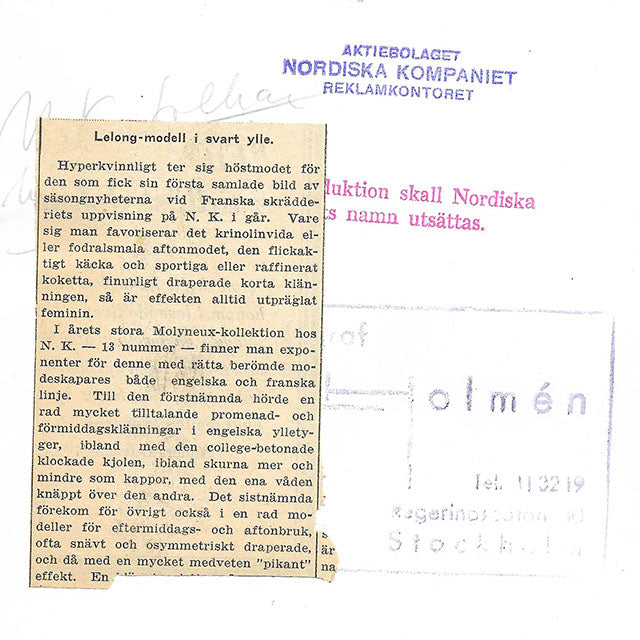 AKTIEBOLAGET
NORDISKA KOMPANIET
REKLAMKONTORET
duktion skall Nordiska
ts namn utsättas.
Lelong-modell i svart ylle.
Hyperkvinnligt ter sig höstmodet för
den som fick sin första samlade bild av
säsongnyheterna vid Franska skrädde-
riets uppvisning på N. K. i går. Vare
sig man favoriserar det krinolinvida el-
ler fodralsmala aftonmodet, den flickak-
tigt käcka och sportiga eller raffinerat
koketta, finurligt draperade korta klän-
ningen, så är effekten alltid utpräglat
feminin.
I årets stora Molyneux-kollektion hos
N. K. — 13 nummer — finner man expo-
nenter för denne med rätta berömde mo-
deskapares både engelska och franska
linje. Till den förstnämnda hörde en
rad mycket tilltalande promenad- och
förmiddagsklänningar i engelska ylletyg-
er, ibland med den college-betonade
klockade kjolen, ibland skurna mer och
mindre som kappor, med den ena våden
knäppt över den andra. Det sistnämnda
förekom för övrigt också i en rad mo-
deller för eftermiddags- och aftonbruk,
ofta snävt och osymmetriskt draperade,
och då med en mycket medveten "pikant"
effekt. En
s
är
na
af
olmén
Tel. 11 32 19
Stockholm